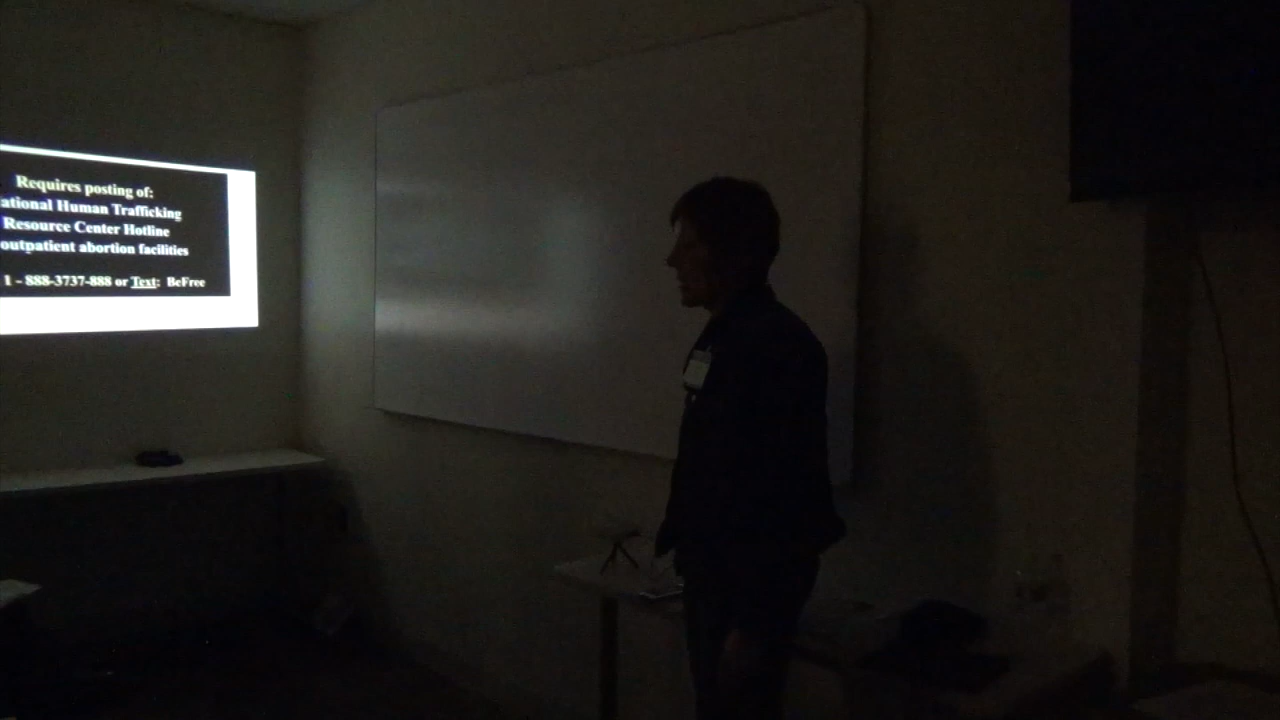 Requires posting of:
ational Human Trafficking
Resource Center Hotline
outpatient abortion facilities
1 - 888-3737-888 or Text: BeFree